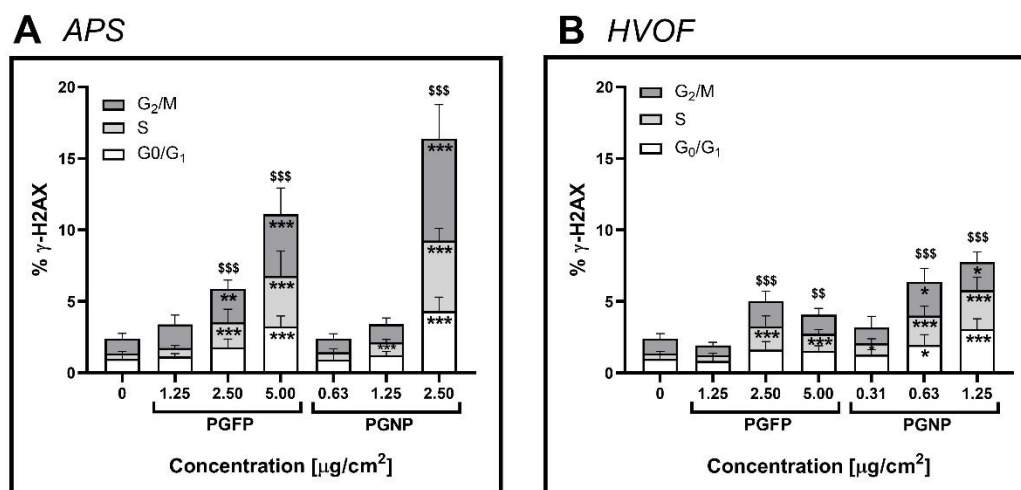 A APS
20
15
10
5
0
% γ-H2AX
G₂/M
S
G0/G₁
**
***
$$$
***
***
***
$$$
***
***
***
***
$$$
0 1.25 2.50 5.00 0.63 1.25 2.50
PGFP PGNP
Concentration [μg/cm²]
B HVOF
20
15
10
5
0
% γ-H2AX
G₂/M
S
G₀/G₁
$$$
***
$$
***
*
$$$
*
***
*
$$$
*
***
***
0 1.25 2.50 5.00 0.31 0.63 1.25
PGFP PGNP
Concentration [μg/cm²]